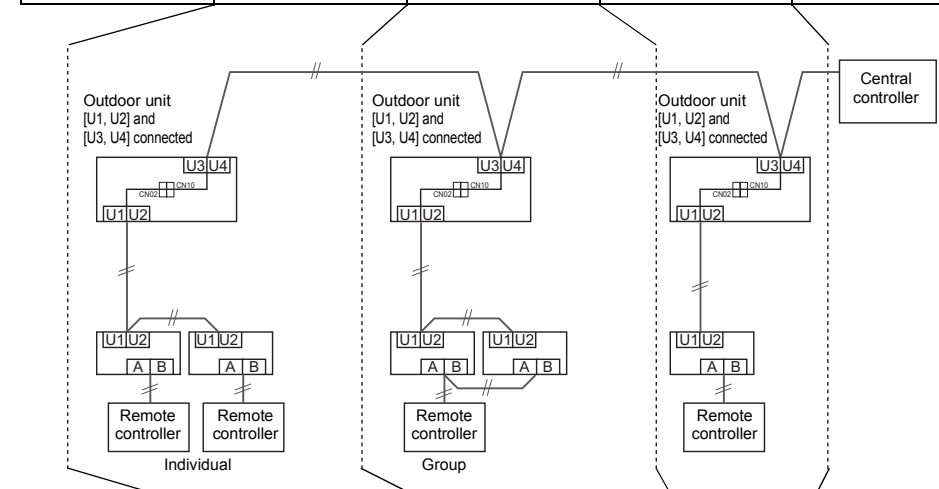 Outdoor unit
[U1, U2] and
[U3, U4] connected
U3 U4
CN02 CN10
U1 U2
U1 U2
U1 U2
A B
A B
Remote
controller
Remote
controller
Individual
Outdoor unit
[U1, U2] and
[U3, U4] connected
U3 U4
CN02 CN10
U1 U2
U1 U2
U1 U2
A B
A B
Remote
controller
Group
Outdoor unit
[U1, U2] and
[U3, U4] connected
U3 U4
CN02 CN10
U1 U2
U1 U2
A B
Remote
controller
Central
controller